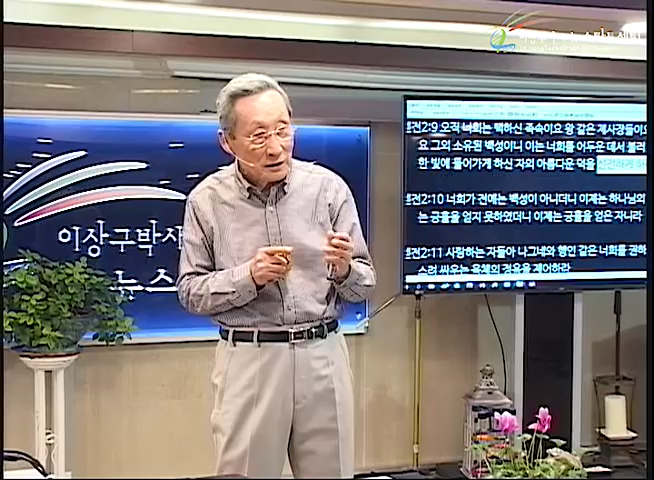 이상구박사
뉴스
벧전2:9 오직 너희는 택하신 족속이요 왕 같은 제사장들이
요 그의 소유된 백성이니 이는 너희를 어두운 데서 불러
한 빛에 들어가게 하신 자의 아름다운 덕을 선전하게 하
벧전2:10 너희가 전에는 백성이 아니더니 이제는 하나님의
는 긍휼을 얻지 못하였더니 이제는 긍휼을 얻은 자니라
벧전2:11 사랑하는 자들아 나그네와 행인 같은 너희를 권하
스려 싸우는 육체의 정욕을 제어하라